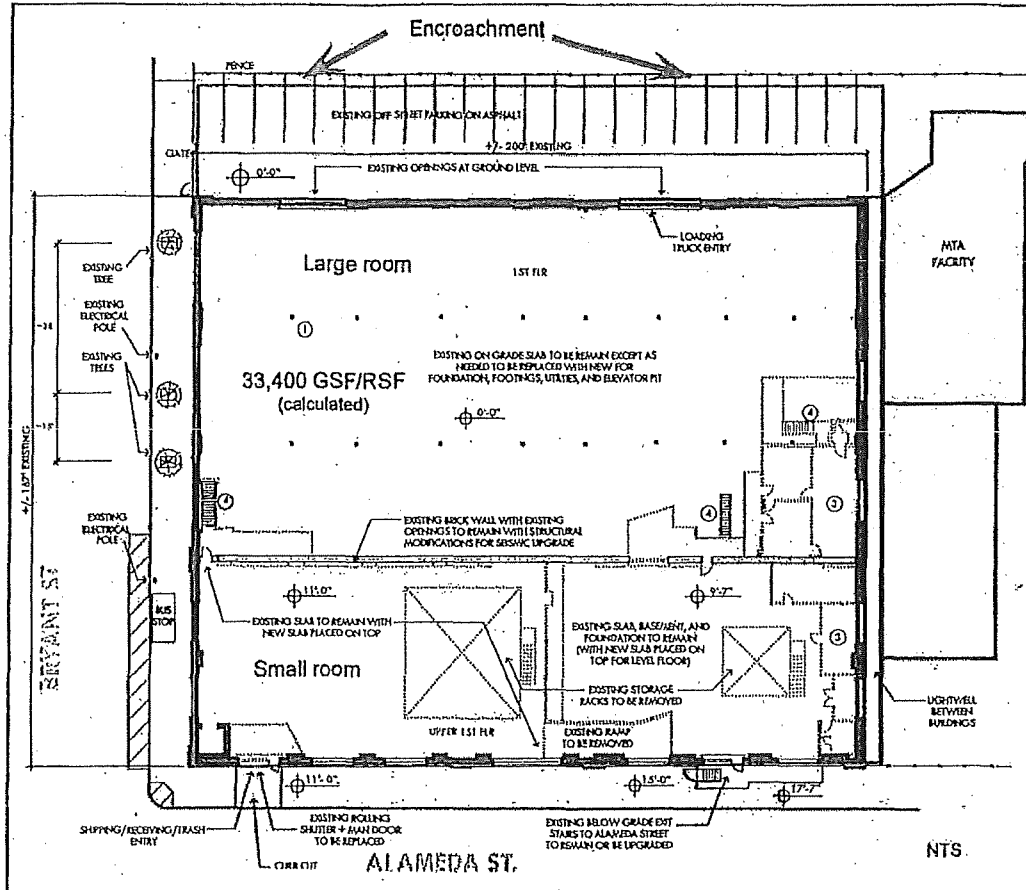 Encroachment
FENCE
EXISTING OFF STREET PARKING ON ASPHALT
+/- 200' EXISTING
GATE
0'-0"
EXISTING OPENINGS AT GROUND LEVEL
LOADING
TRUCK ENTRY
MTA
FACILITY
Large room
1ST FLR
EXISTING
TREE
EXISTING
ELECTRICAL
POLE
EXISTING
TREES
1
33,400 GSF/RSF
(calculated)
EXISTING ON GRADE SLAB TO BE REMAIN EXCEPT AS
NEEDED TO BE REPLACED WITH NEW FOR
FOUNDATION, FOOTINGS, UTILITIES, AND ELEVATOR PIT
0'-0"
4
3
4
4
EXISTING
ELECTRICAL
POLE
EXISTING BRICK WALL WITH EXISTING
OPENINGS TO REMAIN WITH STRUCTURAL
MODIFICATIONS FOR SEISMIC UPGRADE
BRYANT ST
BUS
STOP
11'-0"
9'-7"
EXISTING SLAB TO REMAIN WITH
NEW SLAB PLACED ON TOP
EXISTING SLAB, BASEMENT, AND
FOUNDATION TO REMAIN
(WITH NEW SLAB PLACED ON
TOP FOR LEVEL FLOOR)
3
Small room
EXISTING STORAGE
RACKS TO BE REMOVED
UPPER 1ST FLR
EXISTING RAMP
TO BE REMOVED
LIGHTWELL
BETWEEN
BUILDINGS
11'-0"
15'-0"
17'-7"
SHIPPING/RECEIVING/TRASH
ENTRY
EXISTING ROLLING
SHUTTER + MAN DOOR
TO BE REPLACED
CURB CUT
EXISTING BELOW GRADE EXIT
STAIRS TO ALAMEDA STREET
TO REMAIN OR BE UPGRADED
ALAMEDA ST.
NTS